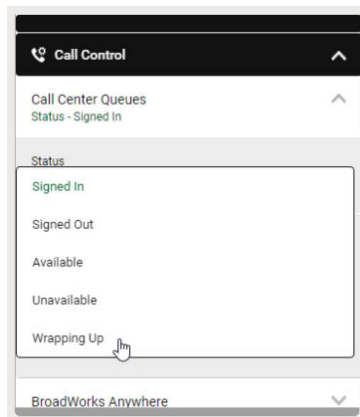 Call Control
Call Center Queues
Status - Signed In
Status
Signed In
Signed Out
Available
Unavailable
Wrapping Up
BroadWorks Anywhere